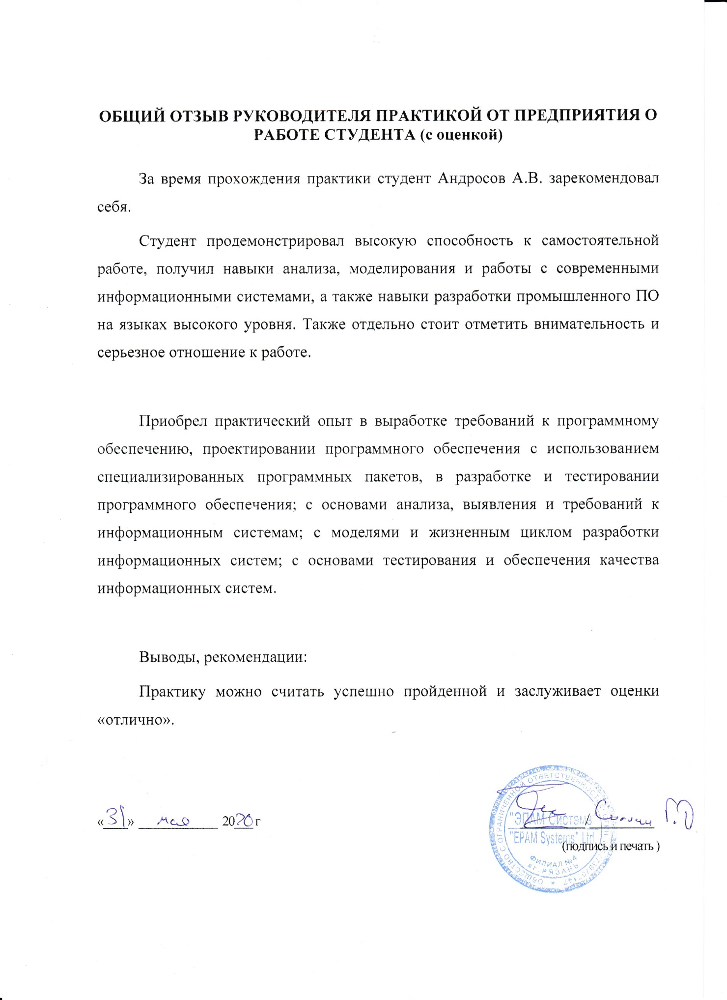 ОБЩИЙ ОТЗЫВ РУКОВОДИТЕЛЯ ПРАКТИКОЙ ОТ ПРЕДПРИЯТИЯ О
РАБОТЕ СТУДЕНТА (с оценкой)
За время прохождения практики студент Андросов А.В. зарекомендовал
себя.
Студент продемонстрировал высокую способность к самостоятельной
работе, получил навыки анализа, моделирования и работы с современными
информационными системами, а также навыки разработки промышленного ПО
на языках высокого уровня. Также отдельно стоит отметить внимательность и
серьезное отношение к работе.
Приобрел практический опыт в выработке требований к программному
обеспечению, проектировании программного обеспечения с использованием
специализированных программных пакетов, в разработке и тестировании
программного обеспечения; с основами анализа, выявления и требований к
информационным системам; с моделями и жизненным циклом разработки
информационных систем; с основами тестирования и обеспечения качества
информационных систем.
Выводы, рекомендации:
Практику можно считать успешно пройденной и заслуживает оценки
«отлично».
«31» мая 2020 г
/
(подпись и печать )
ОБЩЕСТВО С ОГРАНИЧЕННОЙ ОТВЕТСТВЕННОСТЬЮ
"ЭПАМ Систэмз"
"EPAM Systems" Ltd.
ФИЛИАЛ №4
в г. РЯЗАНЬ